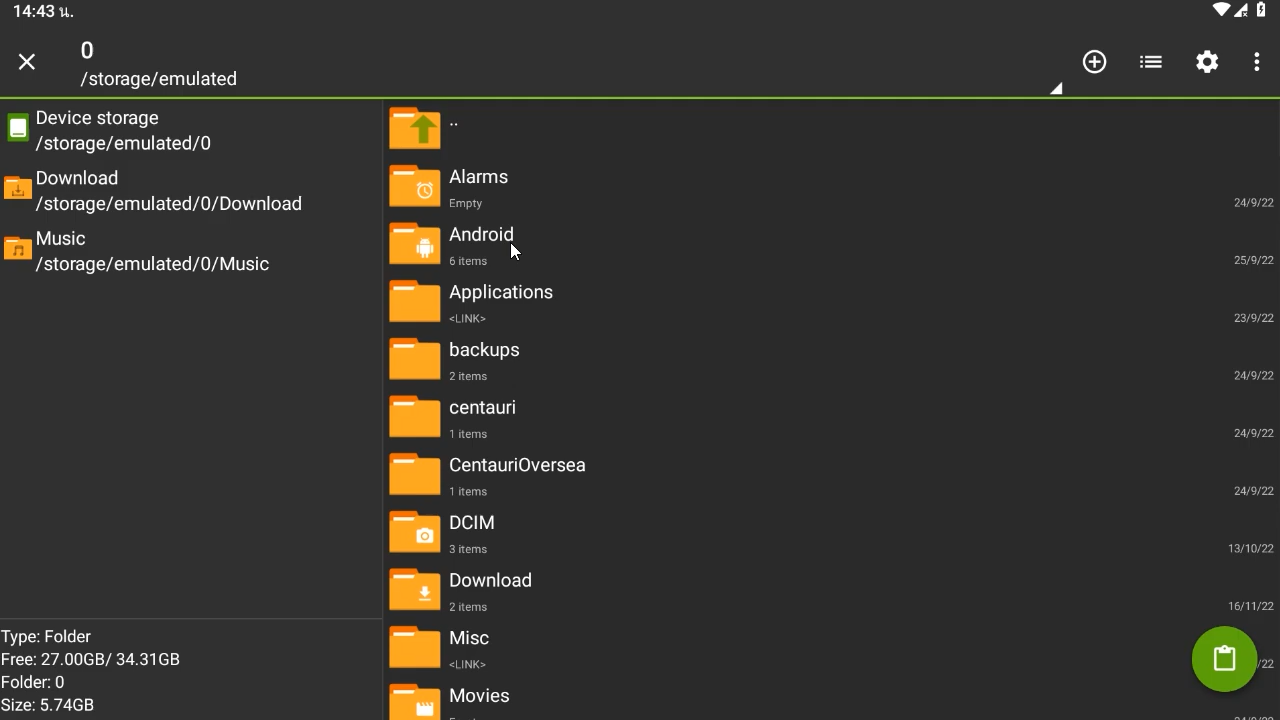 14:43 น.
0
/storage/emulated
Device storage
/storage/emulated/0
Download
/storage/emulated/0/Download
Music
/storage/emulated/0/Music
Type: Folder
Free: 27.00GB/ 34.31GB
Folder: 0
Size: 5.74GB
..
Alarms
Empty 24/9/22
Android
6 items 25/9/22
Applications
<LINK> 23/9/22
backups
2 items 24/9/22
centauri
1 items 24/9/22
CentauriOversea
1 items 24/9/22
DCIM
3 items 13/10/22
Download
2 items 16/11/22
Misc
<LINK> /22
Movies